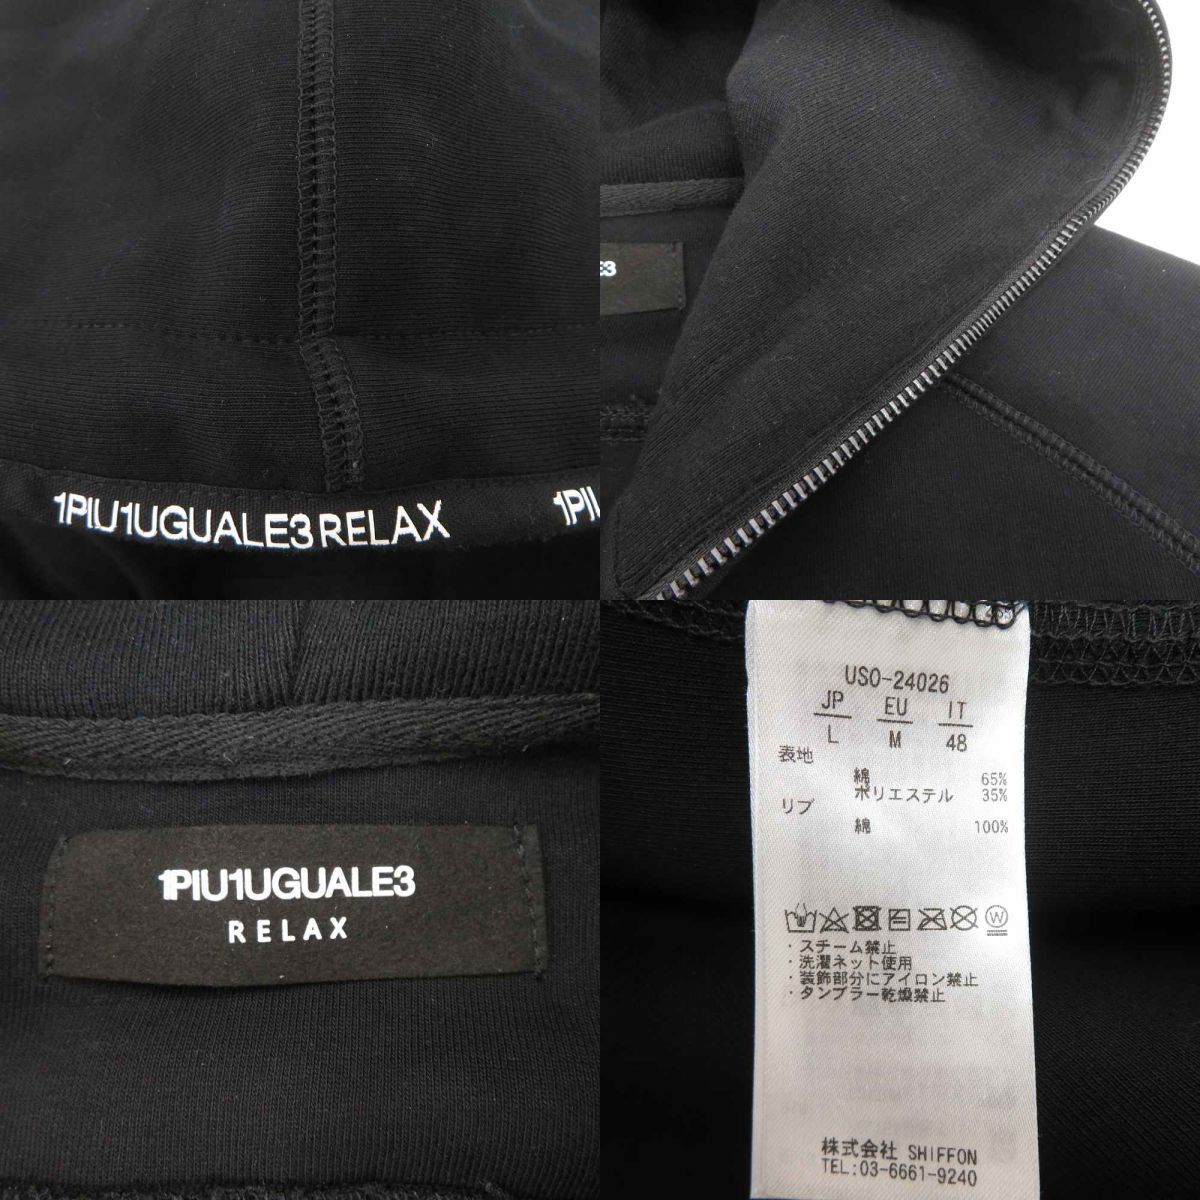 1PIU1UGUALE3 RELAX
1PI
E3
1PIU1UGUALE3
RELAX
USO-24026
JP EU IT
L M 48
表地
綿 65%
ポリエステル 35%
リブ
綿 100%
W
・スチーム禁止
・洗濯ネット使用
・装飾部分にアイロン禁止
・タンブラー乾燥禁止
株式会社 SHIFFON
TEL:03-6661-9240